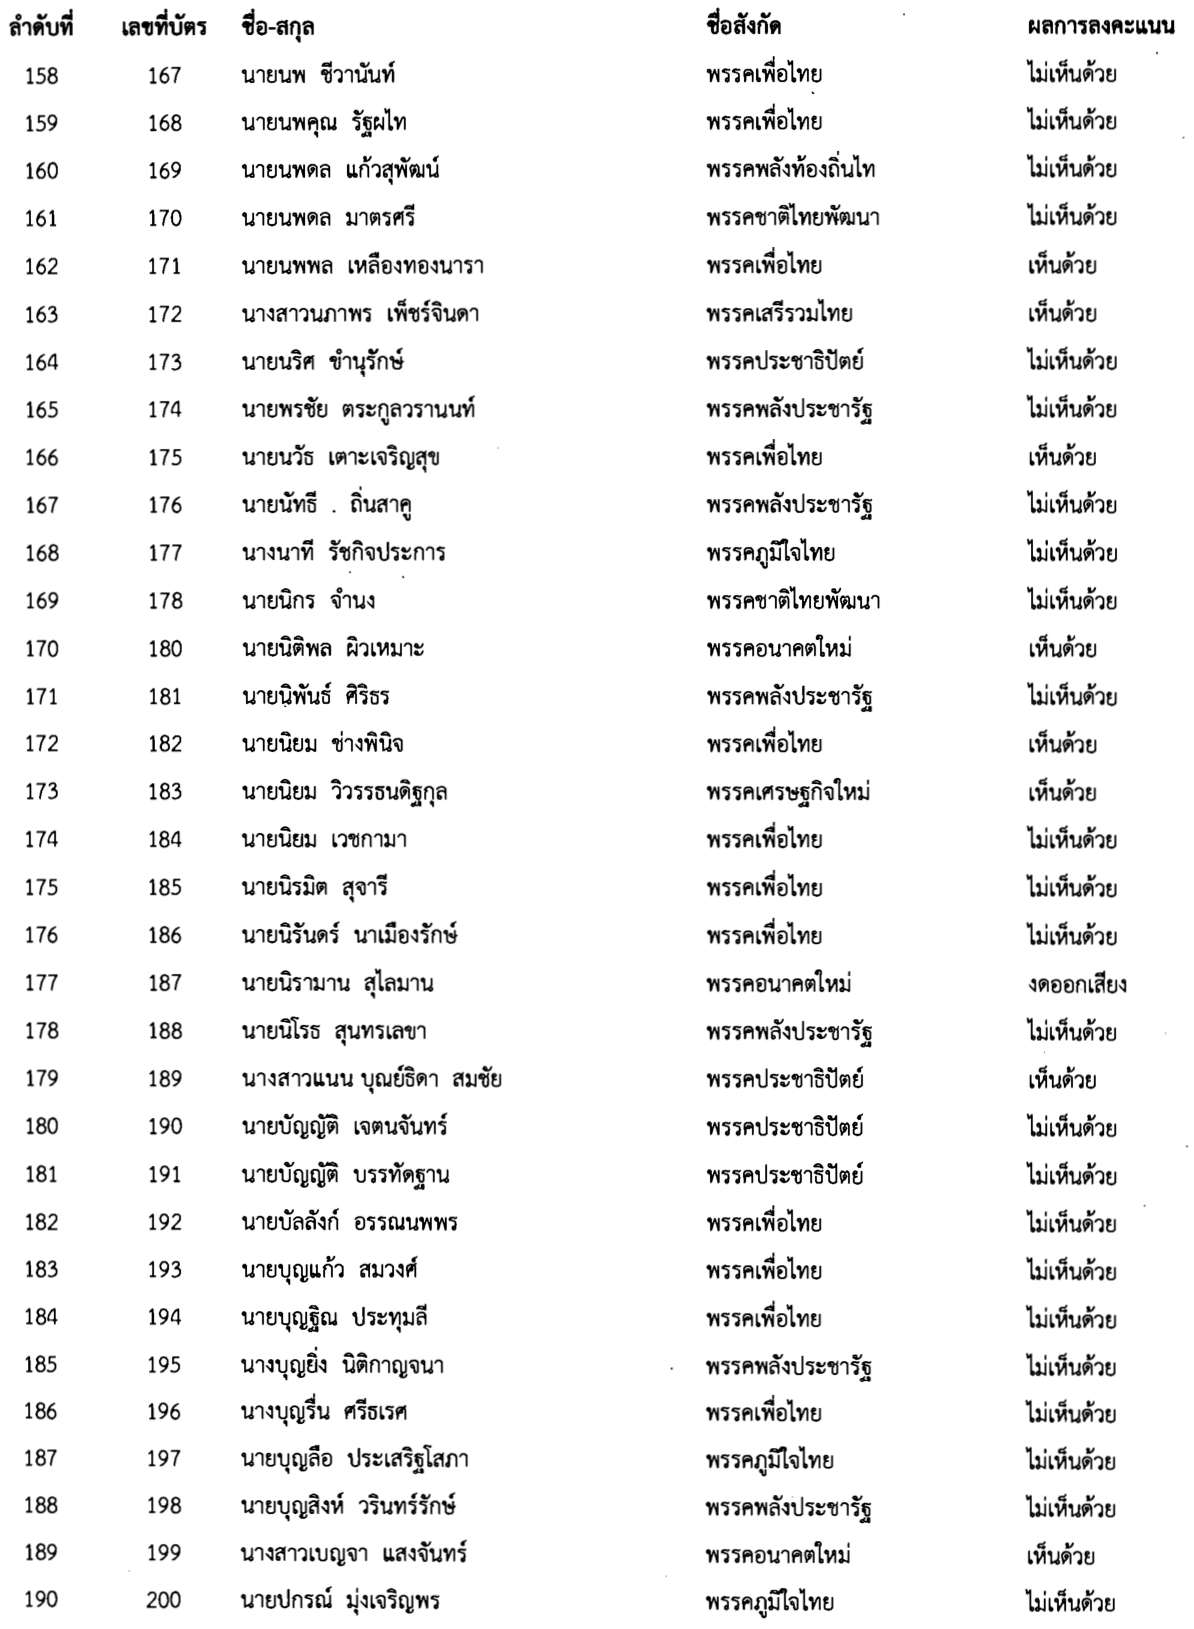 ลำดับที่ เลขที่บัตร ชื่อ-สกุล ชื่อสังกัด ผลการลงคะแนน
158 167 นายนพ ชีวานันท์ พรรคเพื่อไทย ไม่เห็นด้วย
159 168 นายนพคุณ รัฐผไท พรรคเพื่อไทย ไม่เห็นด้วย
160 169 นายนพดล แก้วสุพัฒน์ พรรคพลังท้องถิ่นไท ไม่เห็นด้วย
161 170 นายนพดล มาตรศรี พรรคชาติไทยพัฒนา ไม่เห็นด้วย
162 171 นายนพพล เหลืองทองนารา พรรคเพื่อไทย เห็นด้วย
163 172 นางสาวนภาพร เพ็ชร์จินดา พรรคเสรีรวมไทย เห็นด้วย
164 173 นายนริศ ขำนุรักษ์ พรรคประชาธิปัตย์ ไม่เห็นด้วย
165 174 นายพรชัย ตระกูลวรานนท์ พรรคพลังประชารัฐ ไม่เห็นด้วย
166 175 นายนวัธ เตาะเจริญสุข พรรคเพื่อไทย เห็นด้วย
167 176 นายนัทธี . ถิ่นสาคู พรรคพลังประชารัฐ ไม่เห็นด้วย
168 177 นางนาที รัชกิจประการ พรรคภูมิใจไทย ไม่เห็นด้วย
169 178 นายนิกร จำนง พรรคชาติไทยพัฒนา ไม่เห็นด้วย
170 180 นายนิติพล ผิวเหมาะ พรรคอนาคตใหม่ เห็นด้วย
171 181 นายนิพันธ์ ศิริธร พรรคพลังประชารัฐ ไม่เห็นด้วย
172 182 นายนิยม ช่างพินิจ พรรคเพื่อไทย เห็นด้วย
173 183 นายนิยม วิวรรธนดิฐกุล พรรคเศรษฐกิจใหม่ เห็นด้วย
174 184 นายนิยม เวชกามา พรรคเพื่อไทย ไม่เห็นด้วย
175 185 นายนิรมิต สุจารี พรรคเพื่อไทย ไม่เห็นด้วย
176 186 นายนิรันดร์ นาเมืองรักษ์ พรรคเพื่อไทย ไม่เห็นด้วย
177 187 นายนิรามาน สุไลมาน พรรคอนาคตใหม่ งดออกเสียง
178 188 นายนิโรธ สุนทรเลขา พรรคพลังประชารัฐ ไม่เห็นด้วย
179 189 นางสาวแนน บุณย์ธิดา สมชัย พรรคประชาธิปัตย์ เห็นด้วย
180 190 นายบัญญัติ เจตนจันทร์ พรรคประชาธิปัตย์ ไม่เห็นด้วย
181 191 นายบัญญัติ บรรทัดฐาน พรรคประชาธิปัตย์ ไม่เห็นด้วย
182 192 นายบัลลังก์ อรรณนพพร พรรคเพื่อไทย ไม่เห็นด้วย
183 193 นายบุญแก้ว สมวงศ์ พรรคเพื่อไทย ไม่เห็นด้วย
184 194 นายบุญฐิณ ประทุมลี พรรคเพื่อไทย ไม่เห็นด้วย
185 195 นางบุญยิ่ง นิติกาญจนา พรรคพลังประชารัฐ ไม่เห็นด้วย
186 196 นางบุญรื่น ศรีธเรศ พรรคเพื่อไทย ไม่เห็นด้วย
187 197 นายบุญลือ ประเสริฐโสภา พรรคภูมิใจไทย ไม่เห็นด้วย
188 198 นายบุญสิงห์ วรินทร์รักษ์ พรรคพลังประชารัฐ ไม่เห็นด้วย
189 199 นางสาวเบญจา แสงจันทร์ พรรคอนาคตใหม่ เห็นด้วย
190 200 นายปกรณ์ มุ่งเจริญพร พรรคภูมิใจไทย ไม่เห็นด้วย